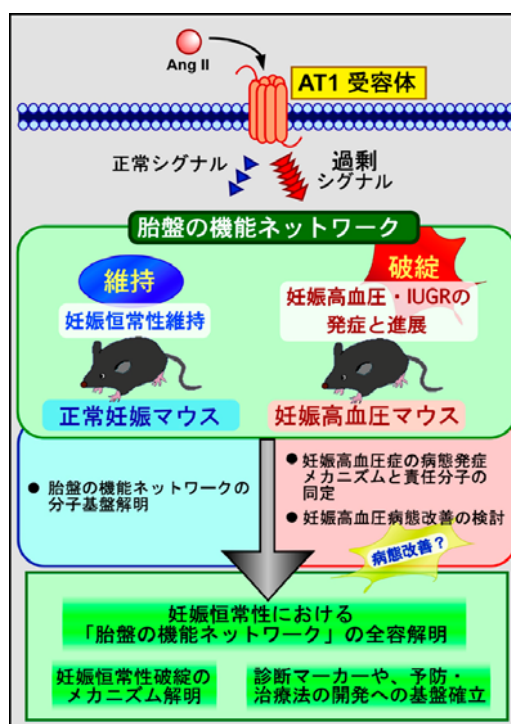 Ang II
AT1 受容体
正常シグナル
過剰
シグナル
胎盤の機能ネットワーク
維持
妊娠恒常性維持
正常妊娠マウス
破綻
妊娠高血圧・IUGRの
発症と進展
妊娠高血圧マウス
● 胎盤の機能ネットワークの
分子基盤解明
● 妊娠高血圧症の病態発症
メカニズムと責任分子の
同定
● 妊娠高血圧病態改善の検討
病態改善？
妊娠恒常性における
「胎盤の機能ネットワーク」の全容解明
妊娠恒常性破綻の
メカニズム解明
診断マーカーや、予防・
治療法の開発への基盤確立